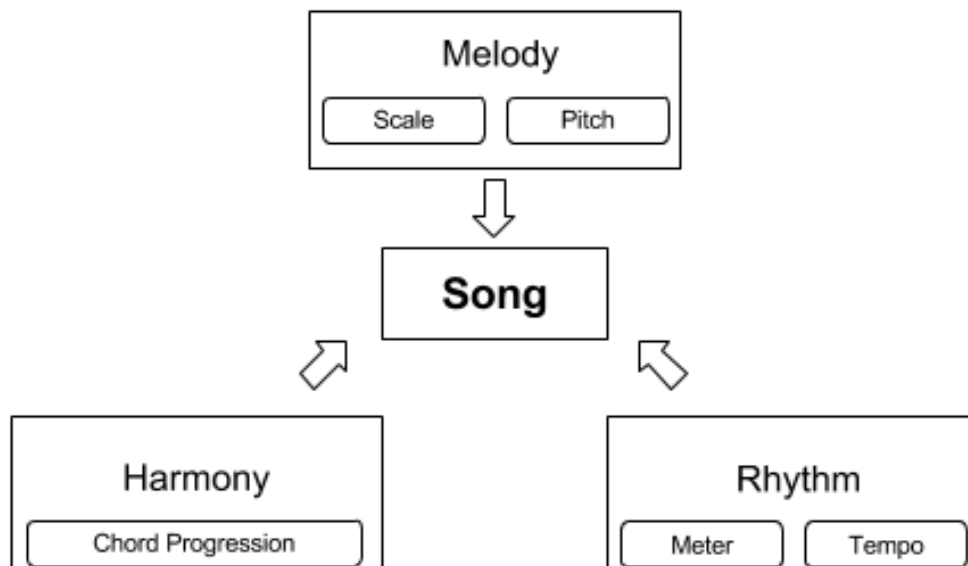 Melody
Scale Pitch
Song
Harmony
Chord Progression
Rhythm
Meter Tempo